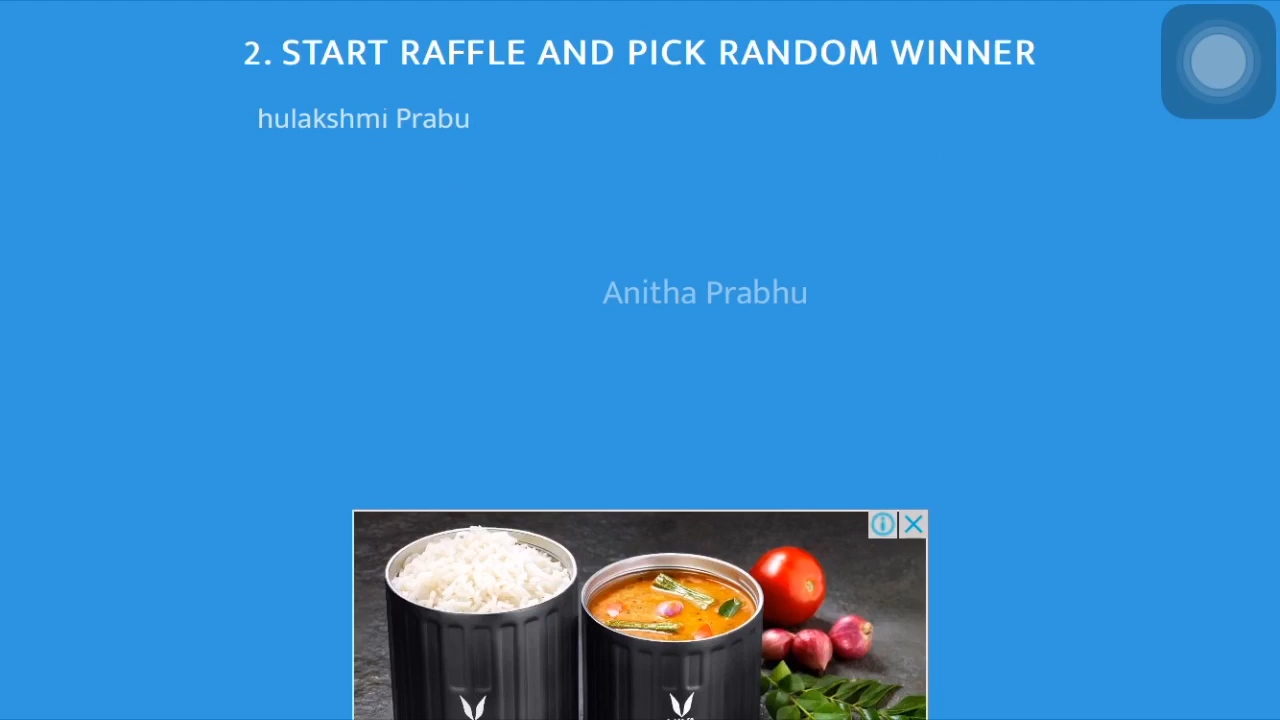 2. START RAFFLE AND PICK RANDOM WINNER
hulakshmi Prabu
Anitha Prabhu